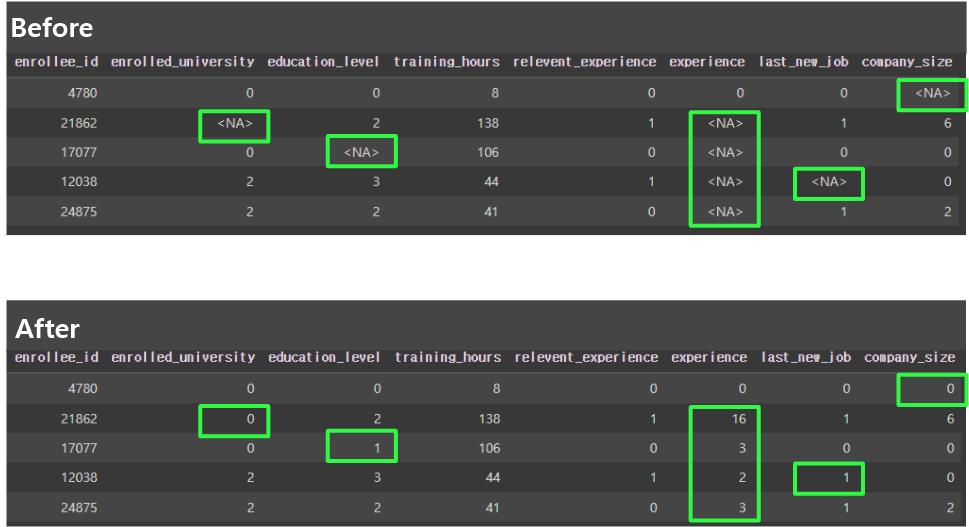 Before
enrollee_id enrolled_university education_level training_hours relevent_experience experience last_new_job company_size
4780 0 0 8 0 0 0 <NA>
21862 <NA> 2 138 1 <NA> 1 6
17077 0 <NA> 106 0 <NA> 0 0
12038 2 3 44 1 <NA> <NA> 0
24875 2 2 41 0 <NA> 1 2
After
enrollee_id enrolled_university education_level training_hours relevent_experience experience last_new_job company_size
4780 0 0 8 0 0 0 0
21862 0 2 138 1 16 1 6
17077 0 1 106 0 3 0 0
12038 2 3 44 1 2 1 0
24875 2 2 41 0 3 1 2